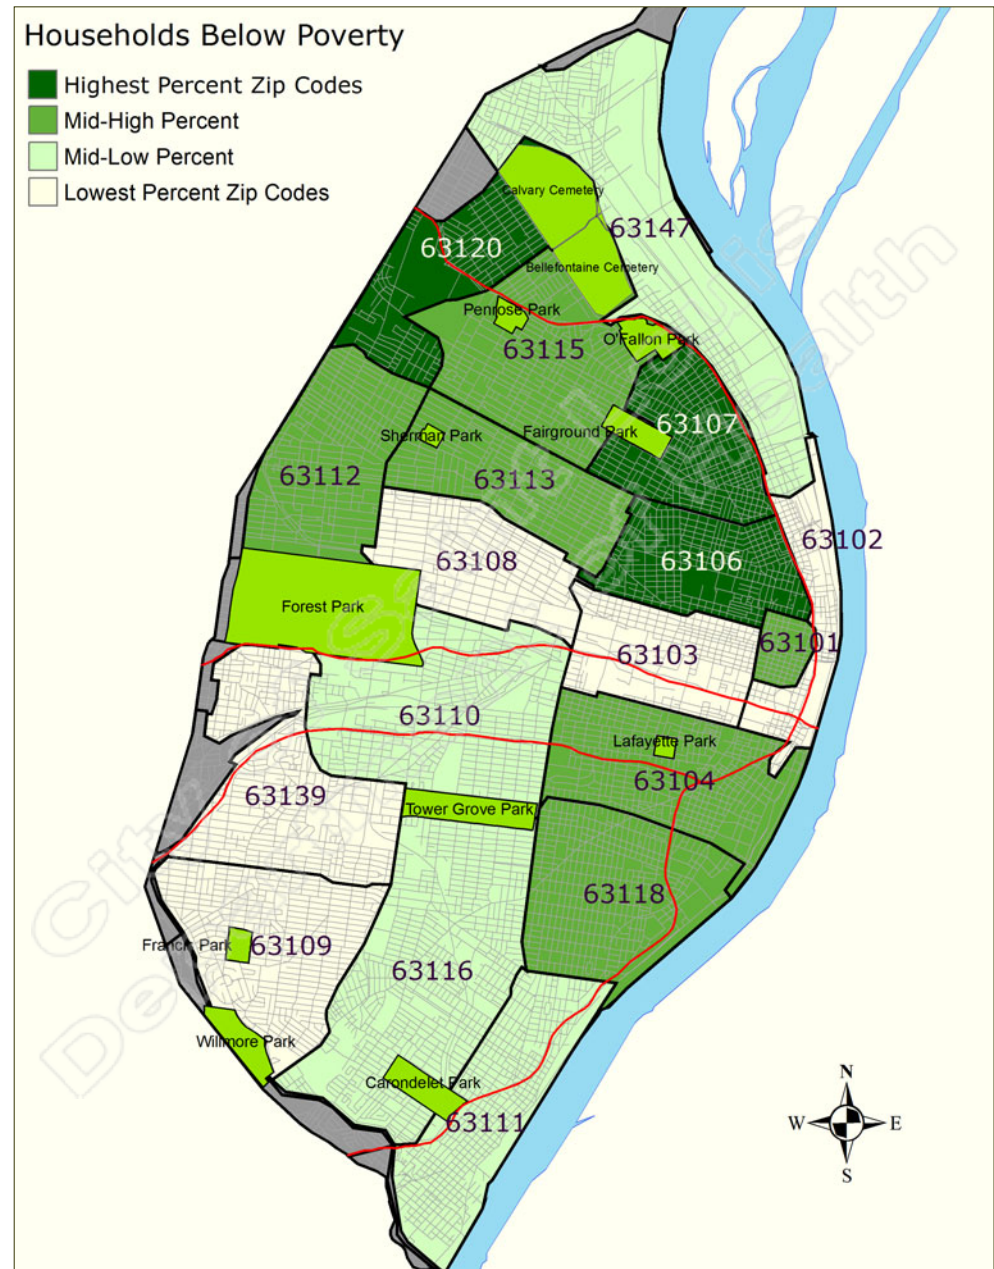 Households Below Poverty
Highest Percent Zip Codes
Mid-High Percent
Mid-Low Percent
Lowest Percent Zip Codes
Calvary Cemetery
63147
63120
Bellefontaine Cemetery
Penrose Park
O'Fallon Park
63115
63107
Fairground Park
Sherman Park
63112
63113
63102
63108
63106
Forest Park
63101
63103
63110
Lafayette Park
63104
63139
Tower Grove Park
63118
Francis Park
63109
63116
Willmore Park
Carondelet Park
63111
N
W
E
S